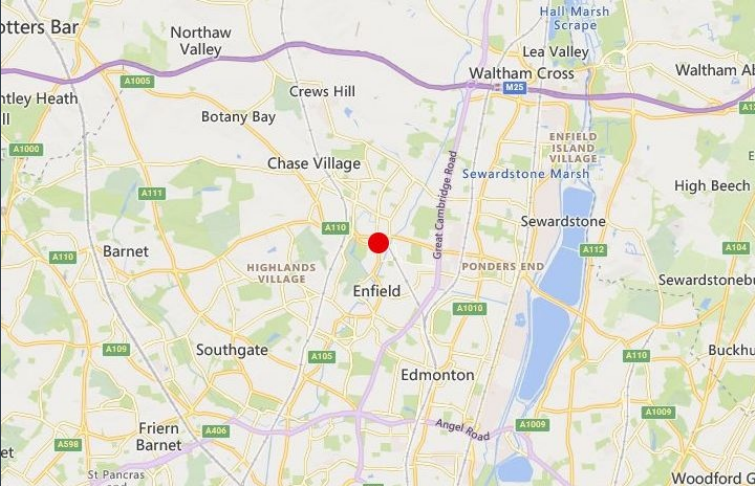 Hall Marsh
Scrape
otters Bar
Northaw
Valley
Lea Valley
Waltham Cross
Waltham Ab
A1005
Crews Hill
M25
ntley Heath
ll
Botany Bay
A1000
ENFIELD
ISLAND
VILLAGE
Chase Village
Great Cambridge Road
Sewardstone Marsh
High Beech
A111
A110
Sewardstone
Barnet
A110
A112
A104
HIGHLANDS
VILLAGE
PONDERS END
Enfield
Sewardstonebu
A1010
A109
Southgate
A105
A110
Buckhu
Edmonton
Friern
Barnet
A406
Angel Road
A1009
A1009
A598
et
St Pancras
Woodford G